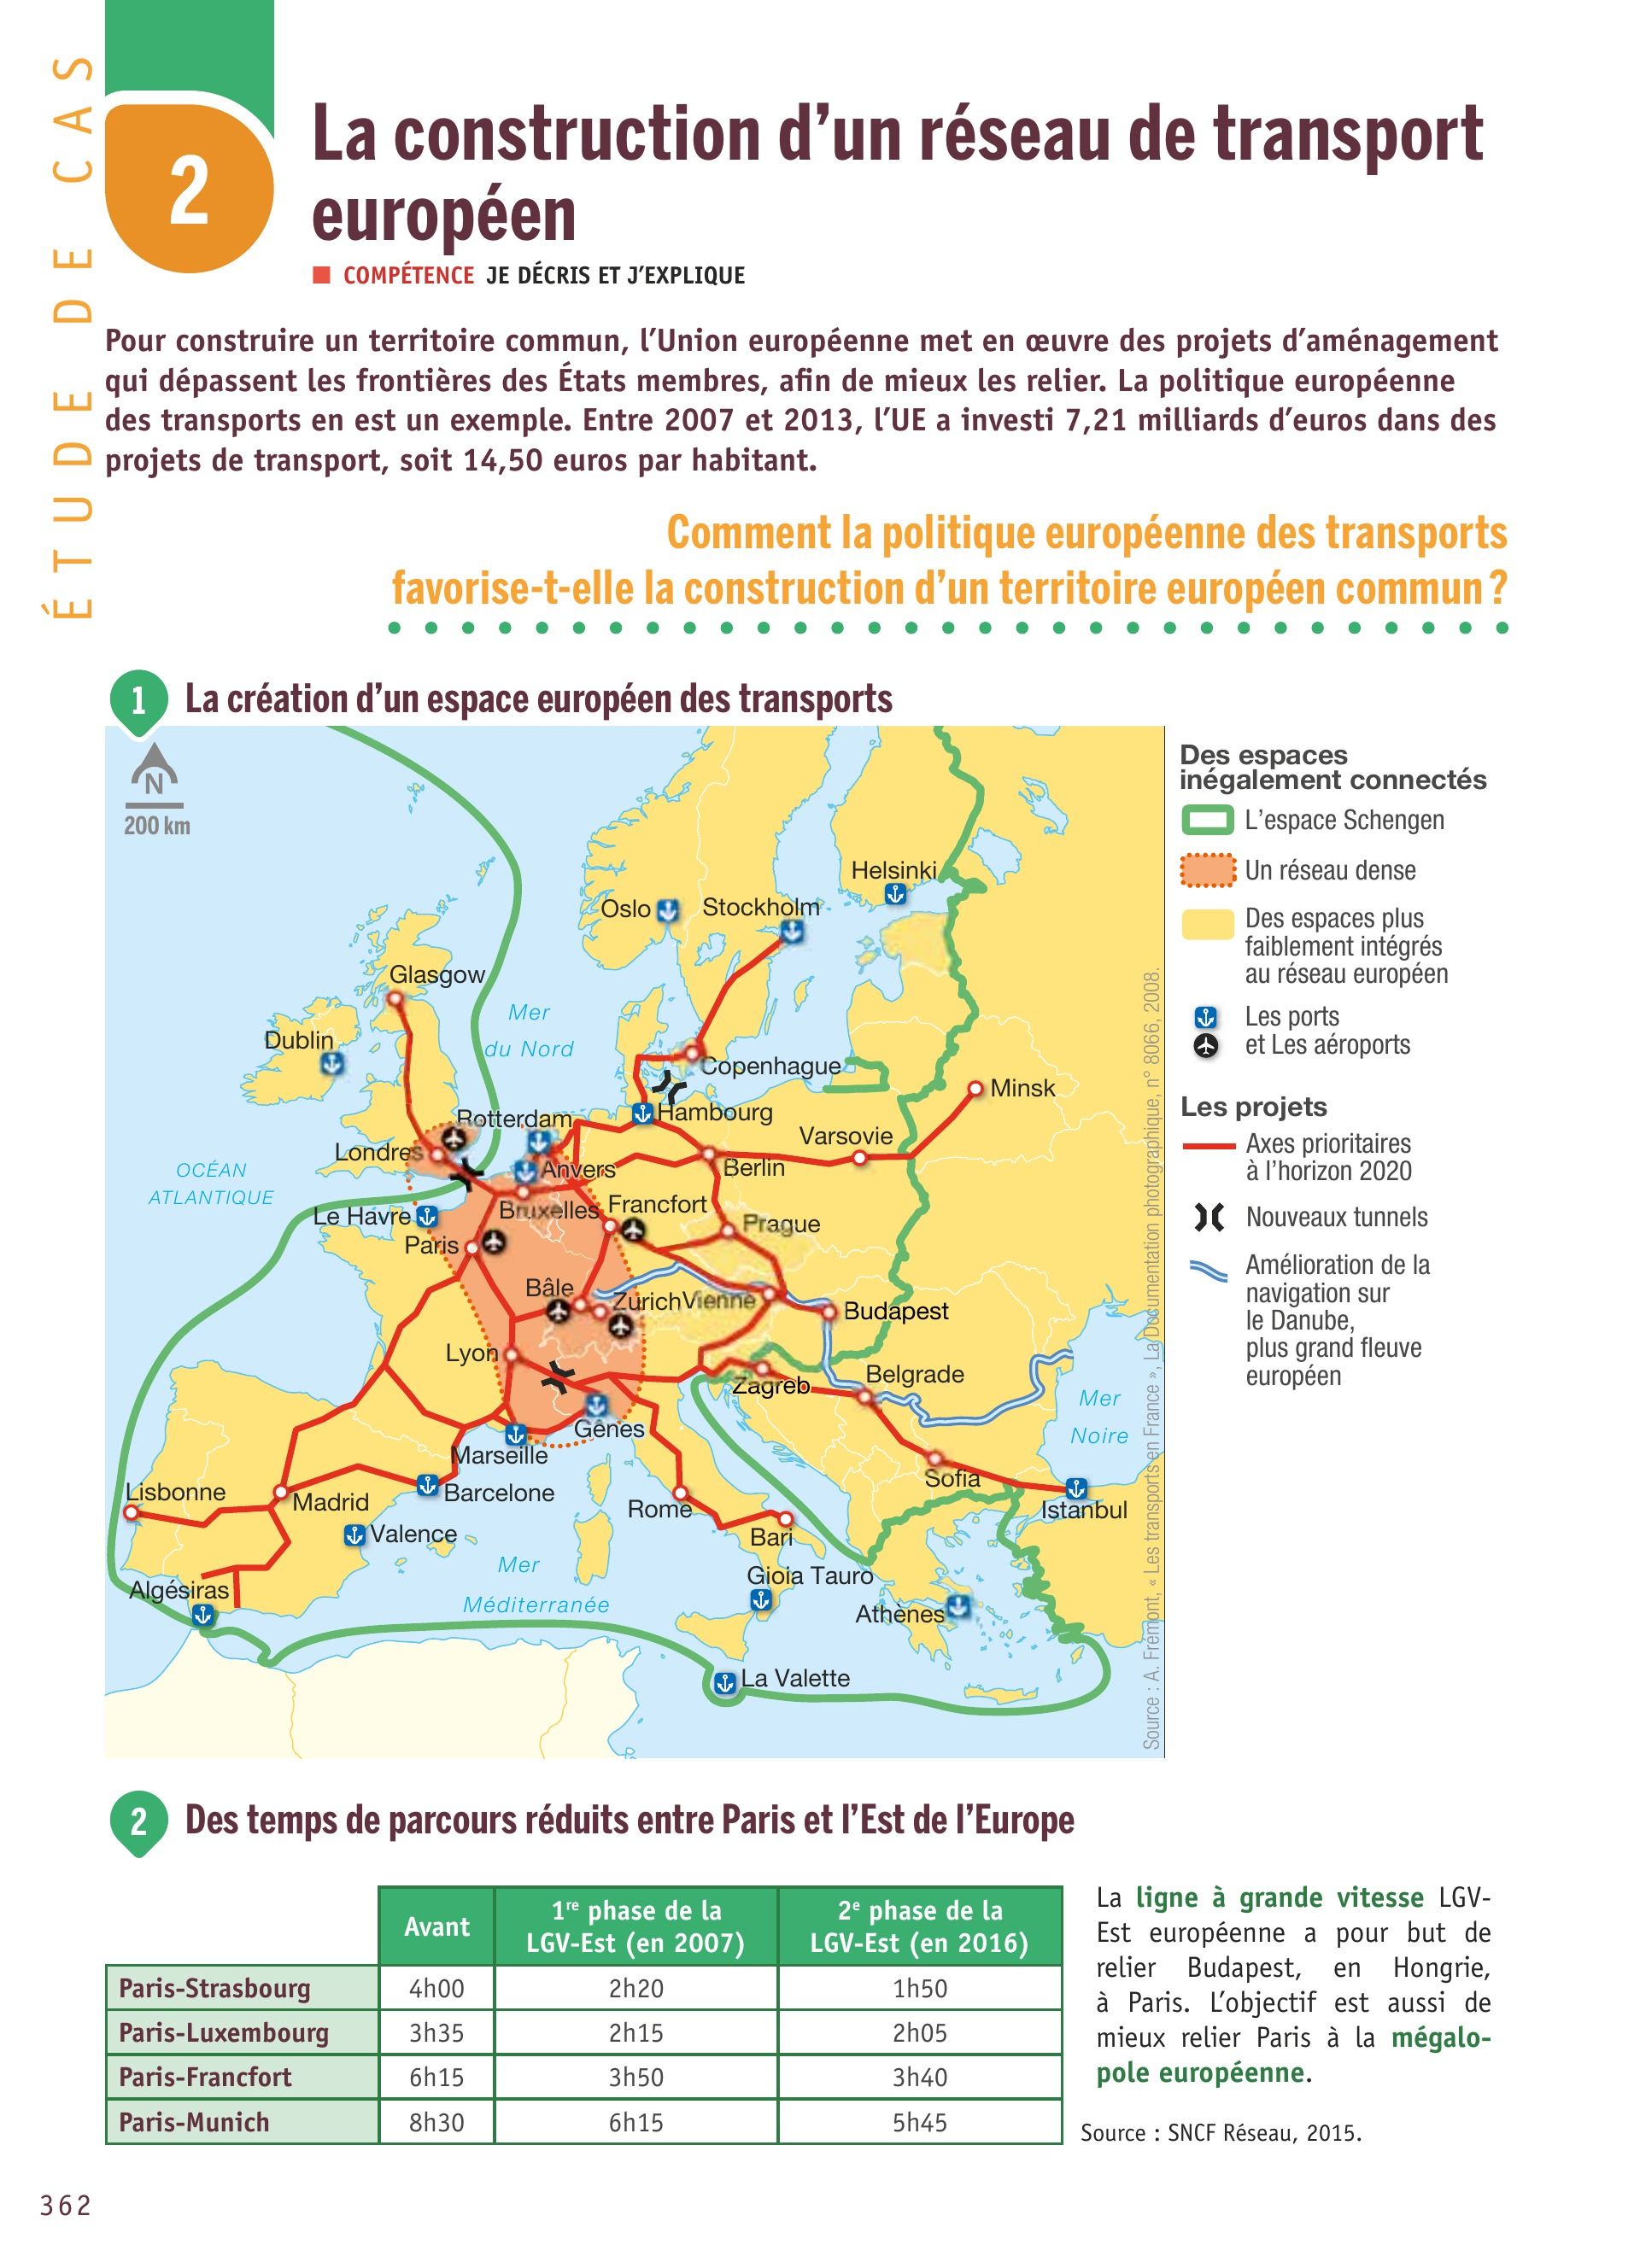 ÉTUDE DE CAS
2
La construction d’un réseau de transport
européen
COMPÉTENCE JE DÉCRIS ET J’EXPLIQUE
Pour construire un territoire commun, l’Union européenne met en œuvre des projets d’aménagement
qui dépassent les frontières des États membres, afin de mieux les relier. La politique européenne
des transports en est un exemple. Entre 2007 et 2013, l’UE a investi 7,21 milliards d’euros dans des
projets de transport, soit 14,50 euros par habitant.
Comment la politique européenne des transports
favorise-t-elle la construction d’un territoire européen commun ?
1 La création d’un espace européen des transports
N
200 km
Helsinki
Oslo
Stockholm
Glasgow
Mer
du Nord
Dublin
Copenhague
Minsk
Rotterdam
Hambourg
Varsovie
Londres
Anvers
Berlin
OCÉAN
ATLANTIQUE
Le Havre
Bruxelles
Francfort
Prague
Paris
Bâle
Zurich
Vienne
Budapest
Lyon
Zagreb
Belgrade
Mer
Noire
Gênes
Marseille
Sofia
Lisbonne
Madrid
Barcelone
Rome
Istanbul
Valence
Bari
Mer
Méditerranée
Gioia Tauro
Algésiras
Athènes
La Valette
Source : A. Frémont, « Les transports en France », La Documentation photographique, n° 8066, 2008.
Des espaces
inégalement connectés
L’espace Schengen
Un réseau dense
Des espaces plus
faiblement intégrés
au réseau européen
Les ports
et Les aéroports
Les projets
Axes prioritaires
à l’horizon 2020
Nouveaux tunnels
Amélioration de la
navigation sur
le Danube,
plus grand fleuve
européen
2 Des temps de parcours réduits entre Paris et l’Est de l’Europe
Avant
1re phase de la
LGV-Est (en 2007)
2e phase de la
LGV-Est (en 2016)
Paris-Strasbourg 4h00 2h20 1h50
Paris-Luxembourg 3h35 2h15 2h05
Paris-Francfort 6h15 3h50 3h40
Paris-Munich 8h30 6h15 5h45
La ligne à grande vitesse LGV-
Est européenne a pour but de
relier Budapest, en Hongrie,
à Paris. L’objectif est aussi de
mieux relier Paris à la mégalo-
pole européenne.
Source : SNCF Réseau, 2015.
362